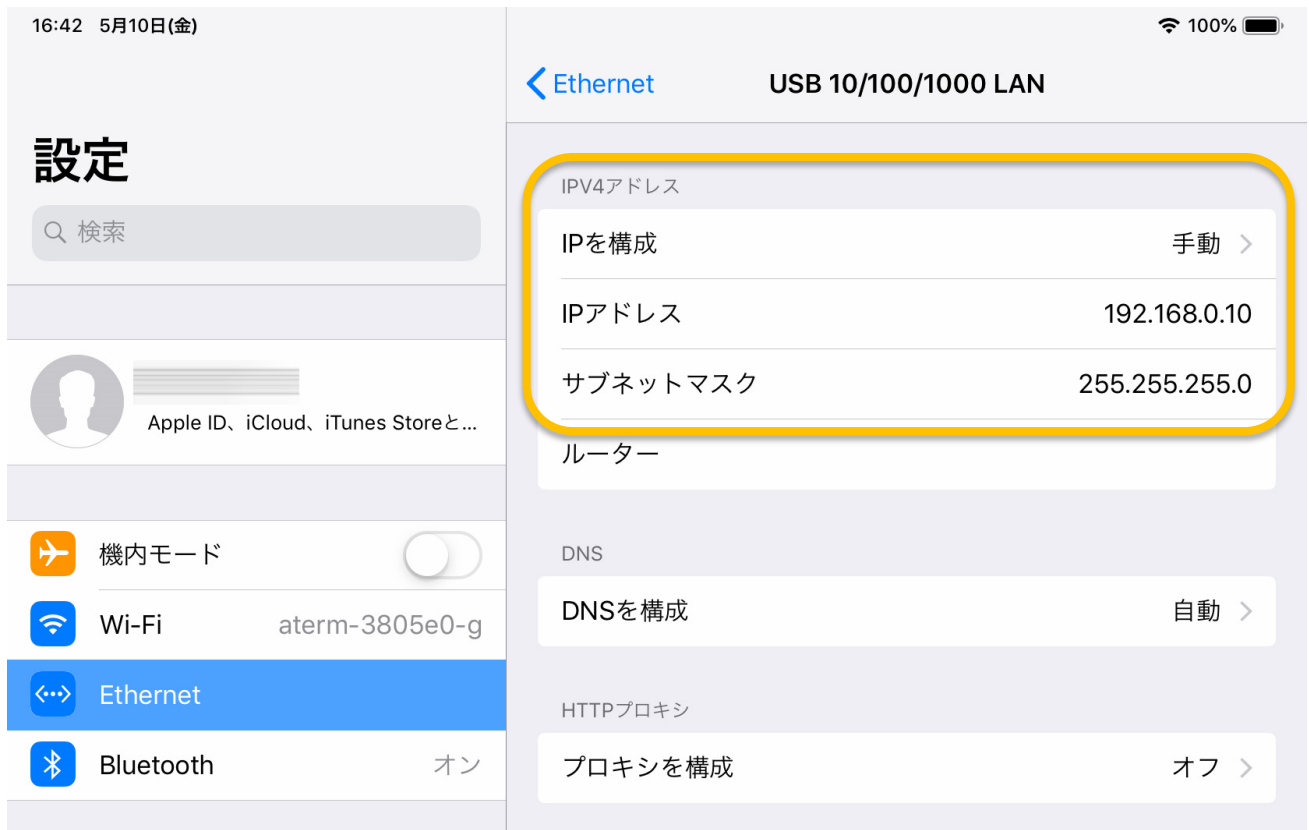 16:42 5月10日(金)
100%
設定
検索
Apple ID、iCloud、iTunes Storeと...
機内モード
Wi-Fi aterm-3805e0-g
Ethernet
Bluetooth オン
Ethernet USB 10/100/1000 LAN
IPV4アドレス
IPを構成 手動
IPアドレス 192.168.0.10
サブネットマスク 255.255.255.0
ルーター
DNS
DNSを構成 自動
HTTPプロキシ
プロキシを構成 オフ